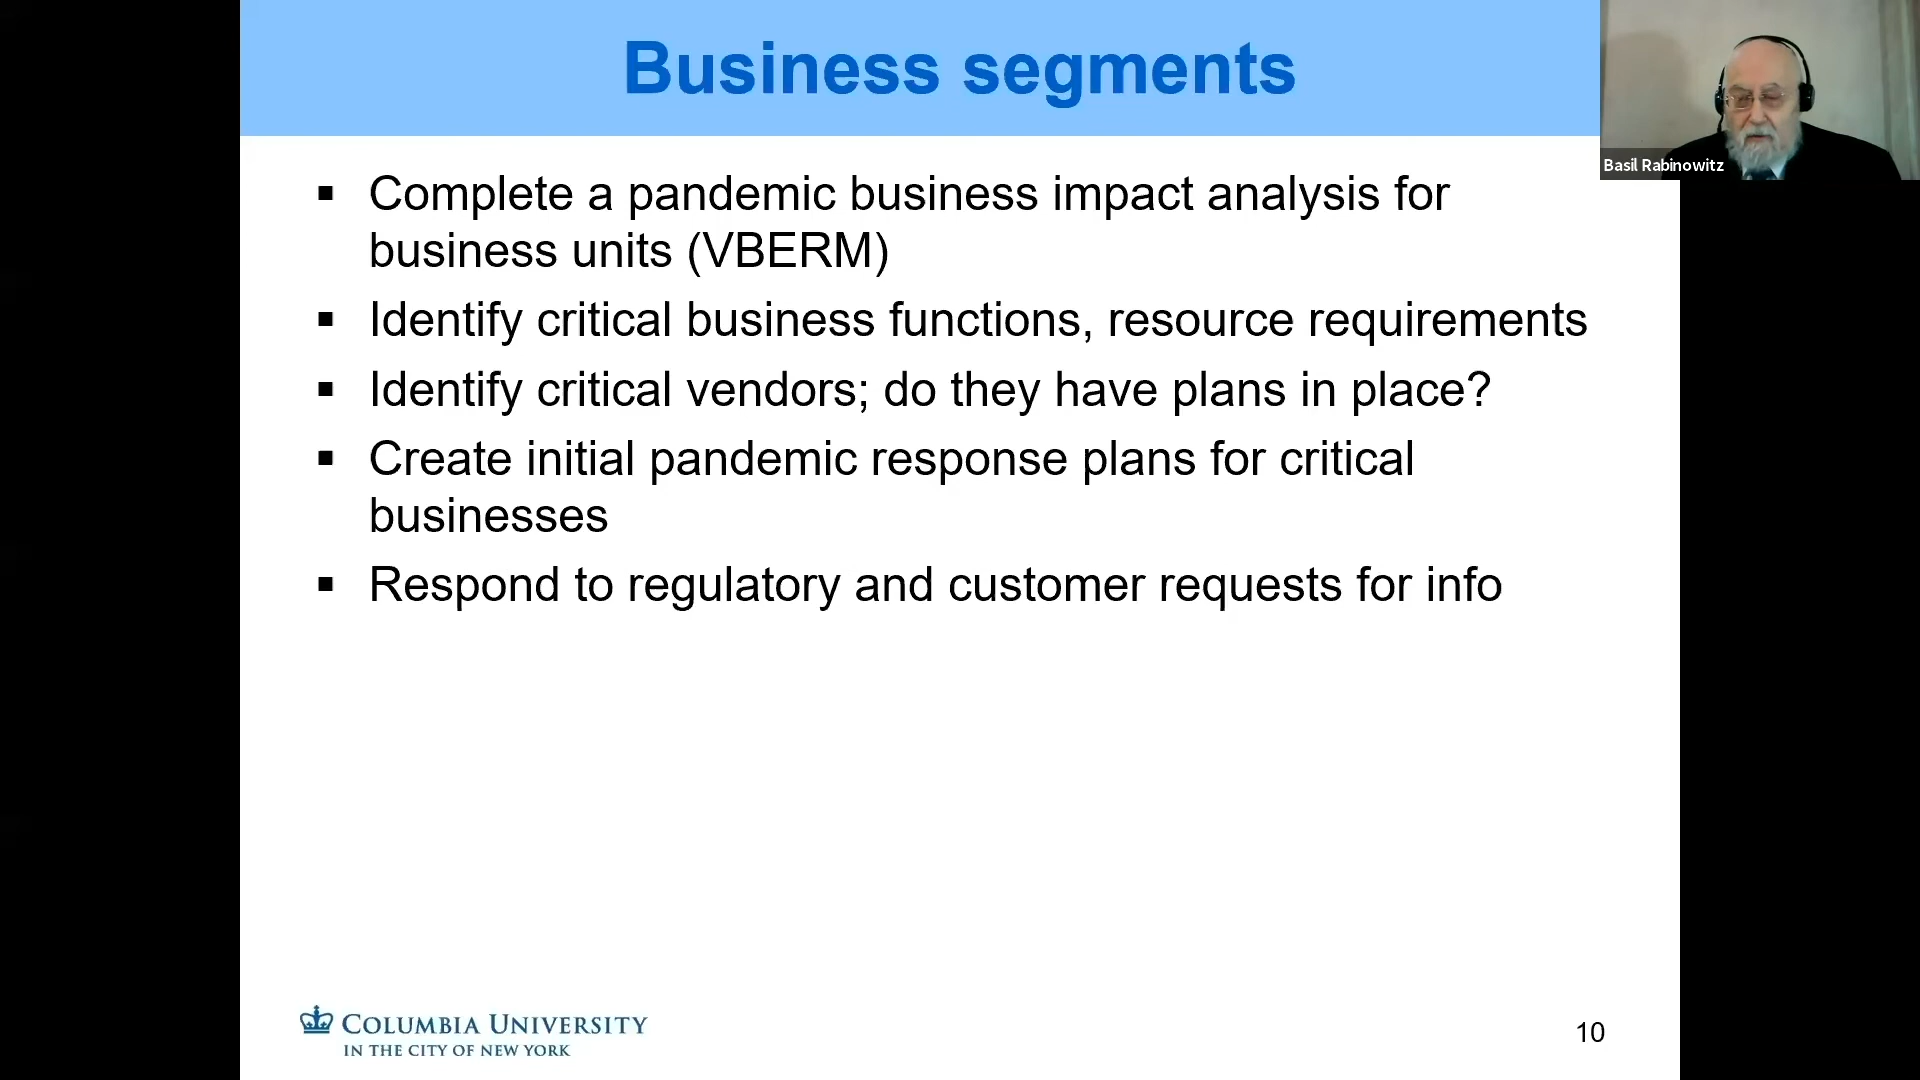 Business segments
Basil Rabinowitz
▪ Complete a pandemic business impact analysis for
business units (VBERM)
▪ Identify critical business functions, resource requirements
▪ Identify critical vendors; do they have plans in place?
▪ Create initial pandemic response plans for critical
businesses
▪ Respond to regulatory and customer requests for info
COLUMBIA UNIVERSITY
IN THE CITY OF NEW YORK
10